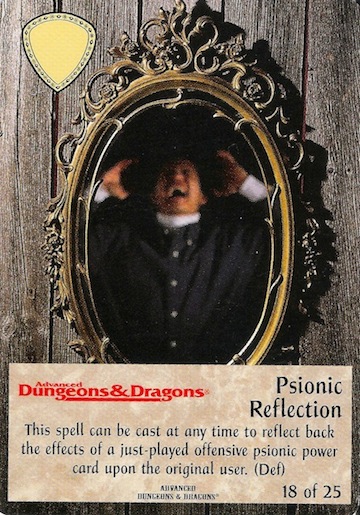 Advanced
Dungeons & Dragons®
Psionic
Reflection
This spell can be cast at any time to reflect back
the effects of a just-played offensive psionic power
card upon the original user. (Def)
ADVANCED
DUNGEONS & DRAGONS®
18 of 25